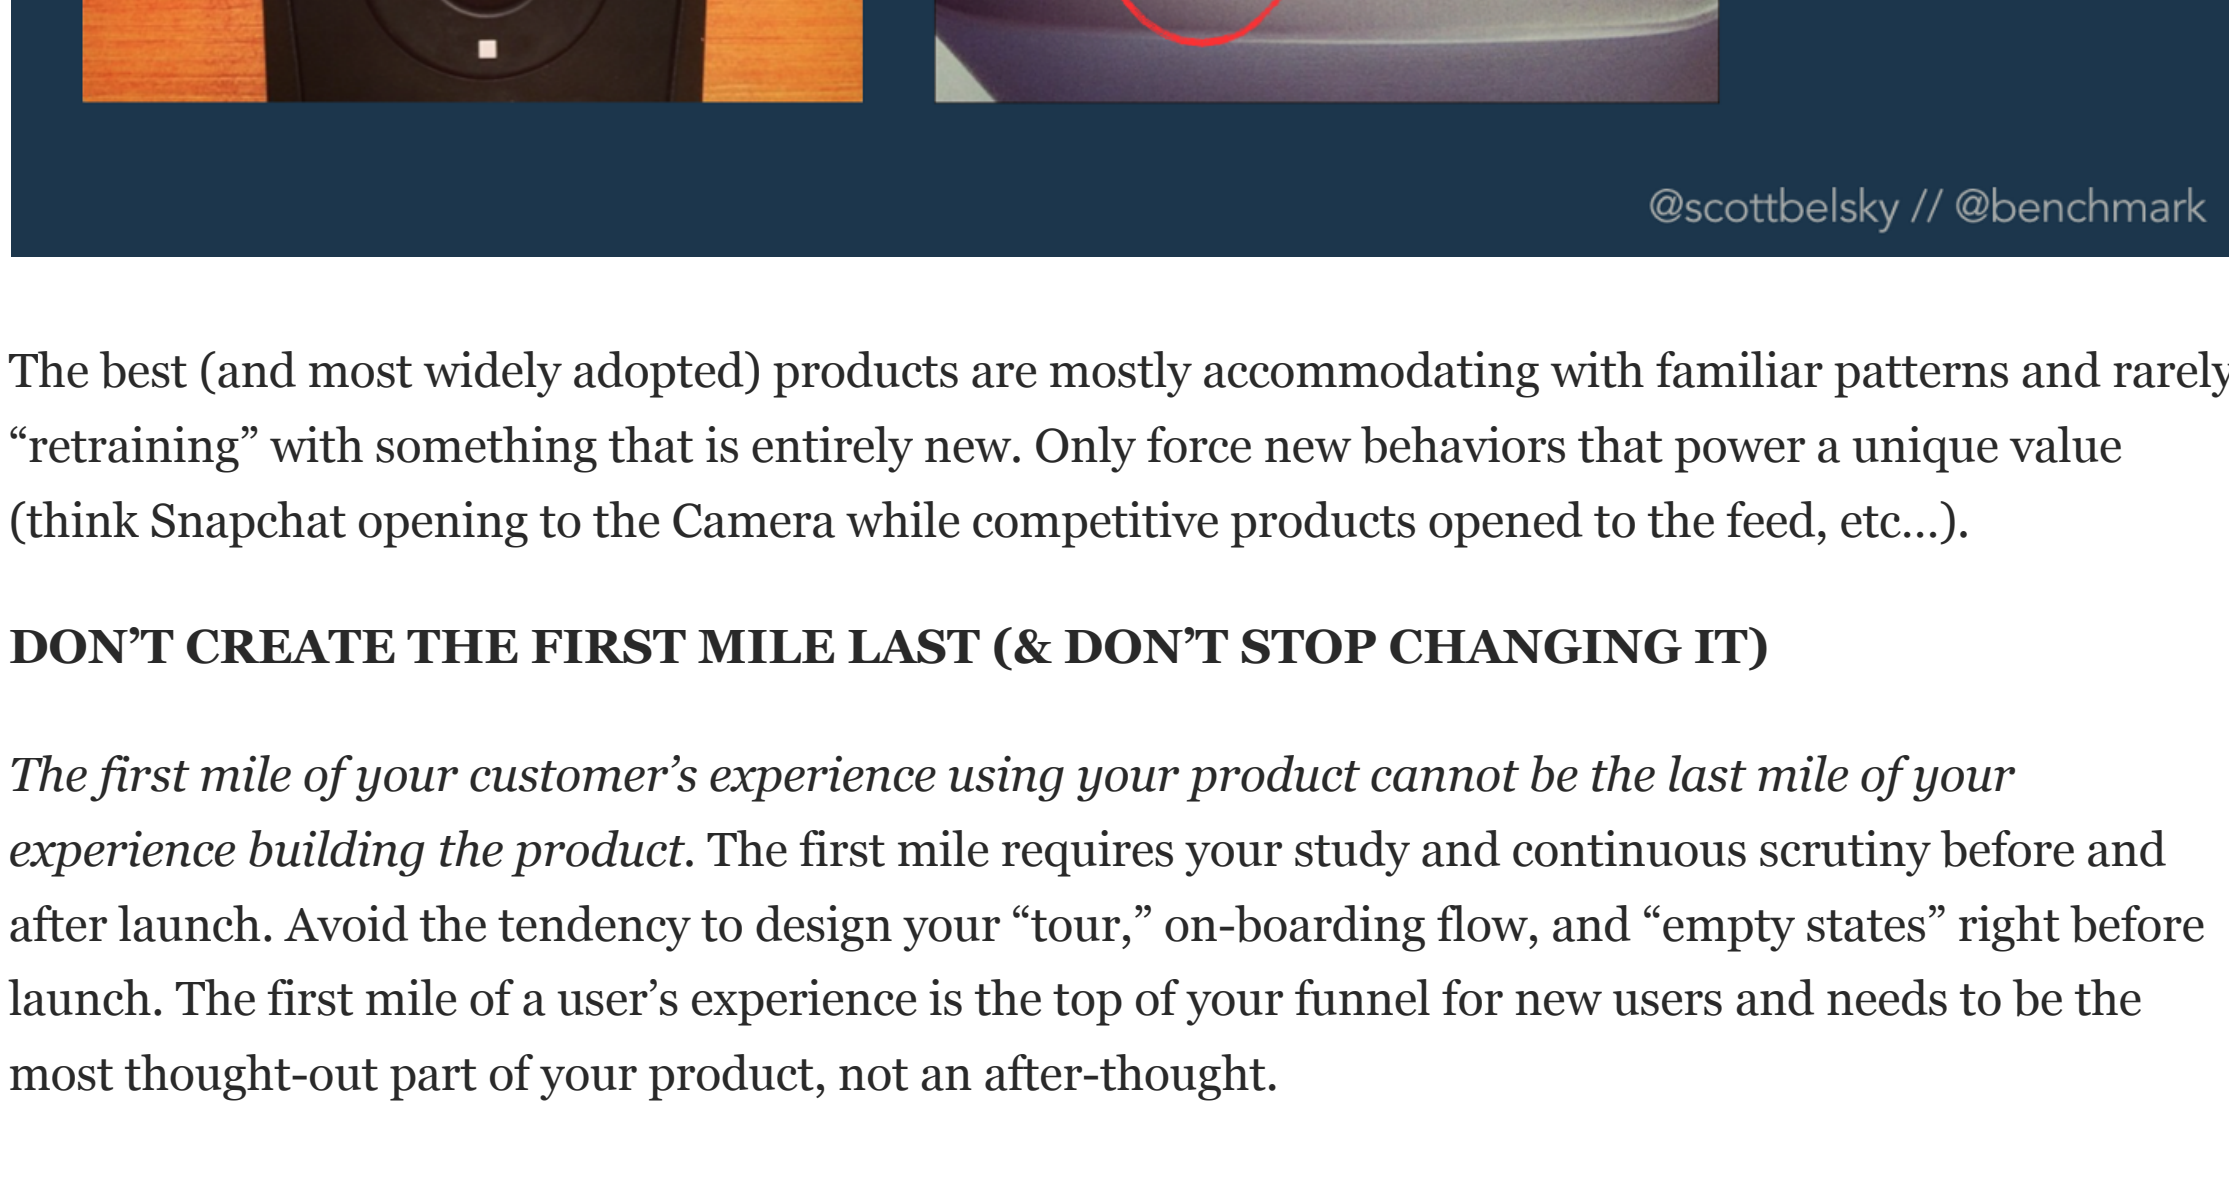 @scottbelsky // @benchmark
The best (and most widely adopted) products are mostly accommodating with familiar patterns and rarely
“retraining” with something that is entirely new. Only force new behaviors that power a unique value
(think Snapchat opening to the Camera while competitive products opened to the feed, etc…).
DON’T CREATE THE FIRST MILE LAST (& DON’T STOP CHANGING IT)
The first mile of your customer’s experience using your product cannot be the last mile of your
experience building the product. The first mile requires your study and continuous scrutiny before and
after launch. Avoid the tendency to design your “tour,” on-boarding flow, and “empty states” right before
launch. The first mile of a user’s experience is the top of your funnel for new users and needs to be the
most thought-out part of your product, not an after-thought.